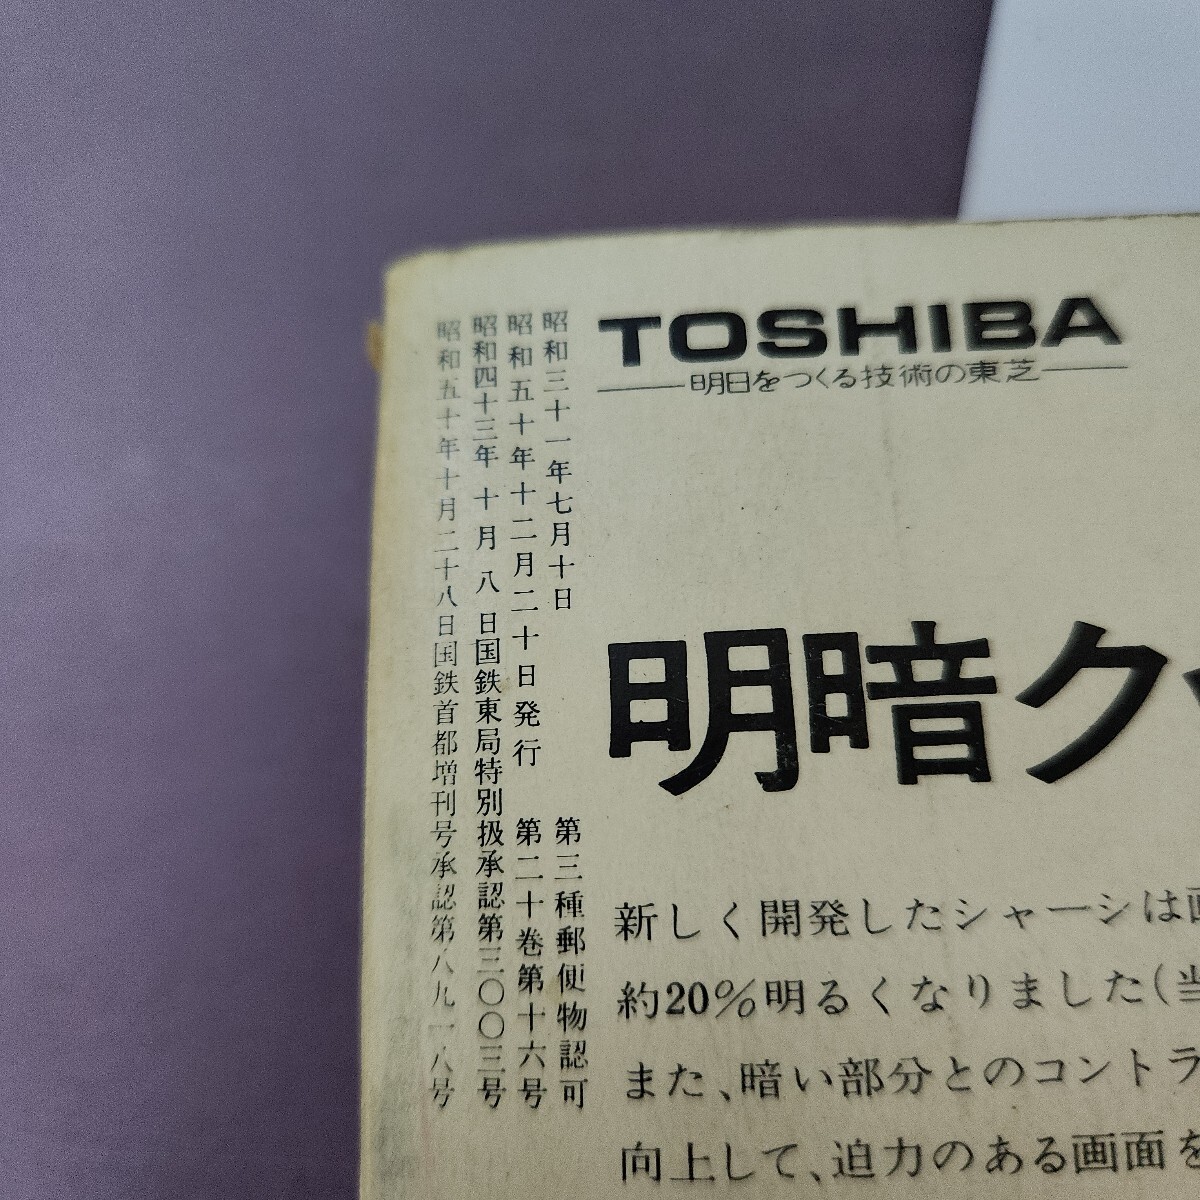 TOSHIBA
明日をつくる技術の東芝
昭和三十一年七月十日 第三種郵便物認可
昭和五十年十二月二十日発行 第二十巻第十六号
昭和四十三年十月八日国鉄東局特別扱承認第三〇〇三号
昭和五十年十月二十八日国鉄首都増刊号承認第八九一八号
明暗ク
新しく開発したシャーシは画
約20%明るくなりました(当
また、暗い部分とのコントラ
向上して、迫力のある画面を